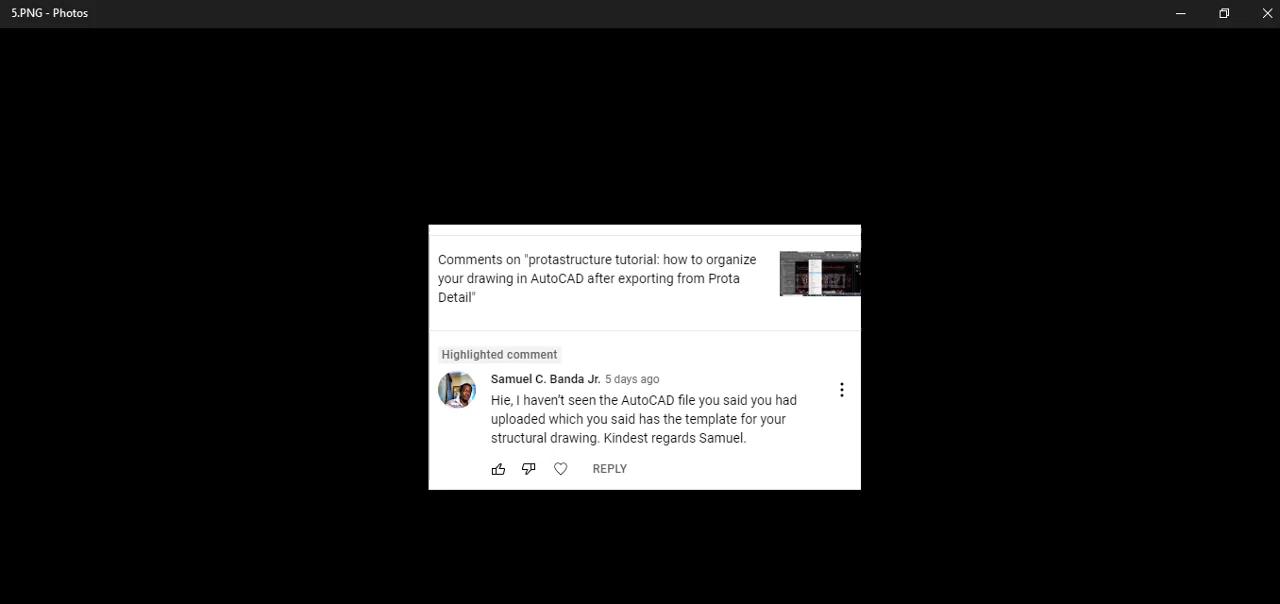 5.PNG - Photos
Comments on "protastructure tutorial: how to organize
your drawing in AutoCAD after exporting from Prota
Detail"
Highlighted comment
Samuel C. Banda Jr. 5 days ago
Hie, I haven't seen the AutoCAD file you said you had
uploaded which you said has the template for your
structural drawing. Kindest regards Samuel.
REPLY